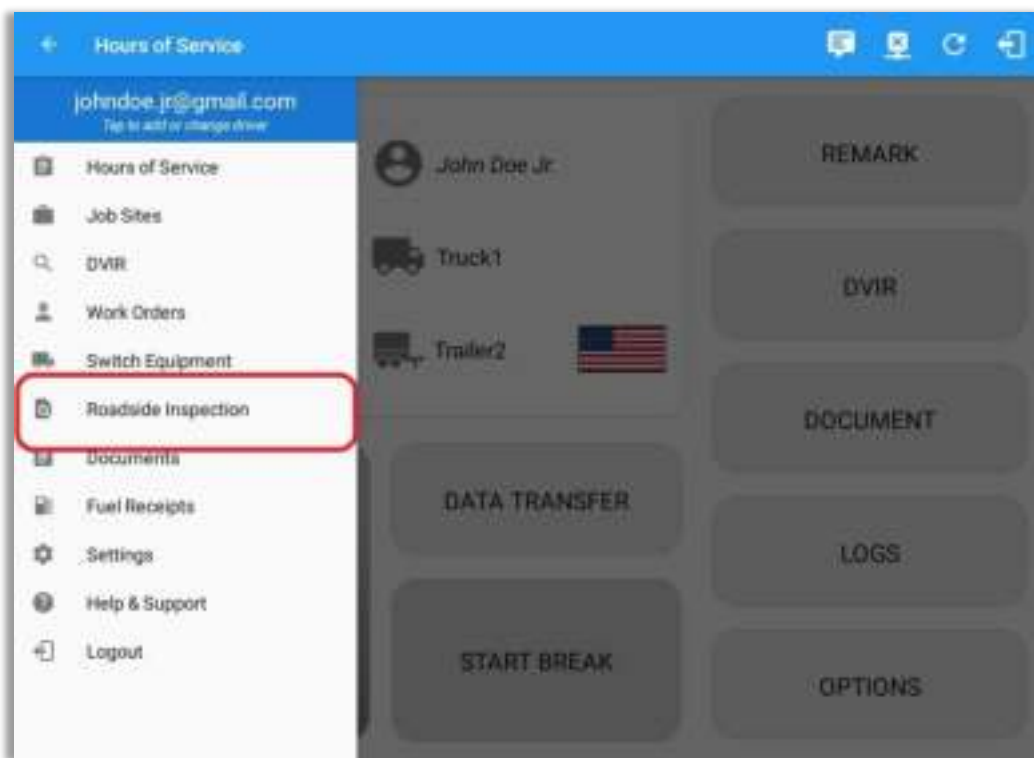 Hours of Service
johndoe.jr@gmail.com
Tap to add or change driver
Hours of Service
Job Sites
DVIR
Work Orders
Switch Equipment
Roadside Inspection
Documents
Fuel Receipts
Settings
Help & Support
Logout
John Doe Jr.
Truck1
Trailer2
DATA TRANSFER
START BREAK
REMARK
DVIR
DOCUMENT
LOGS
OPTIONS